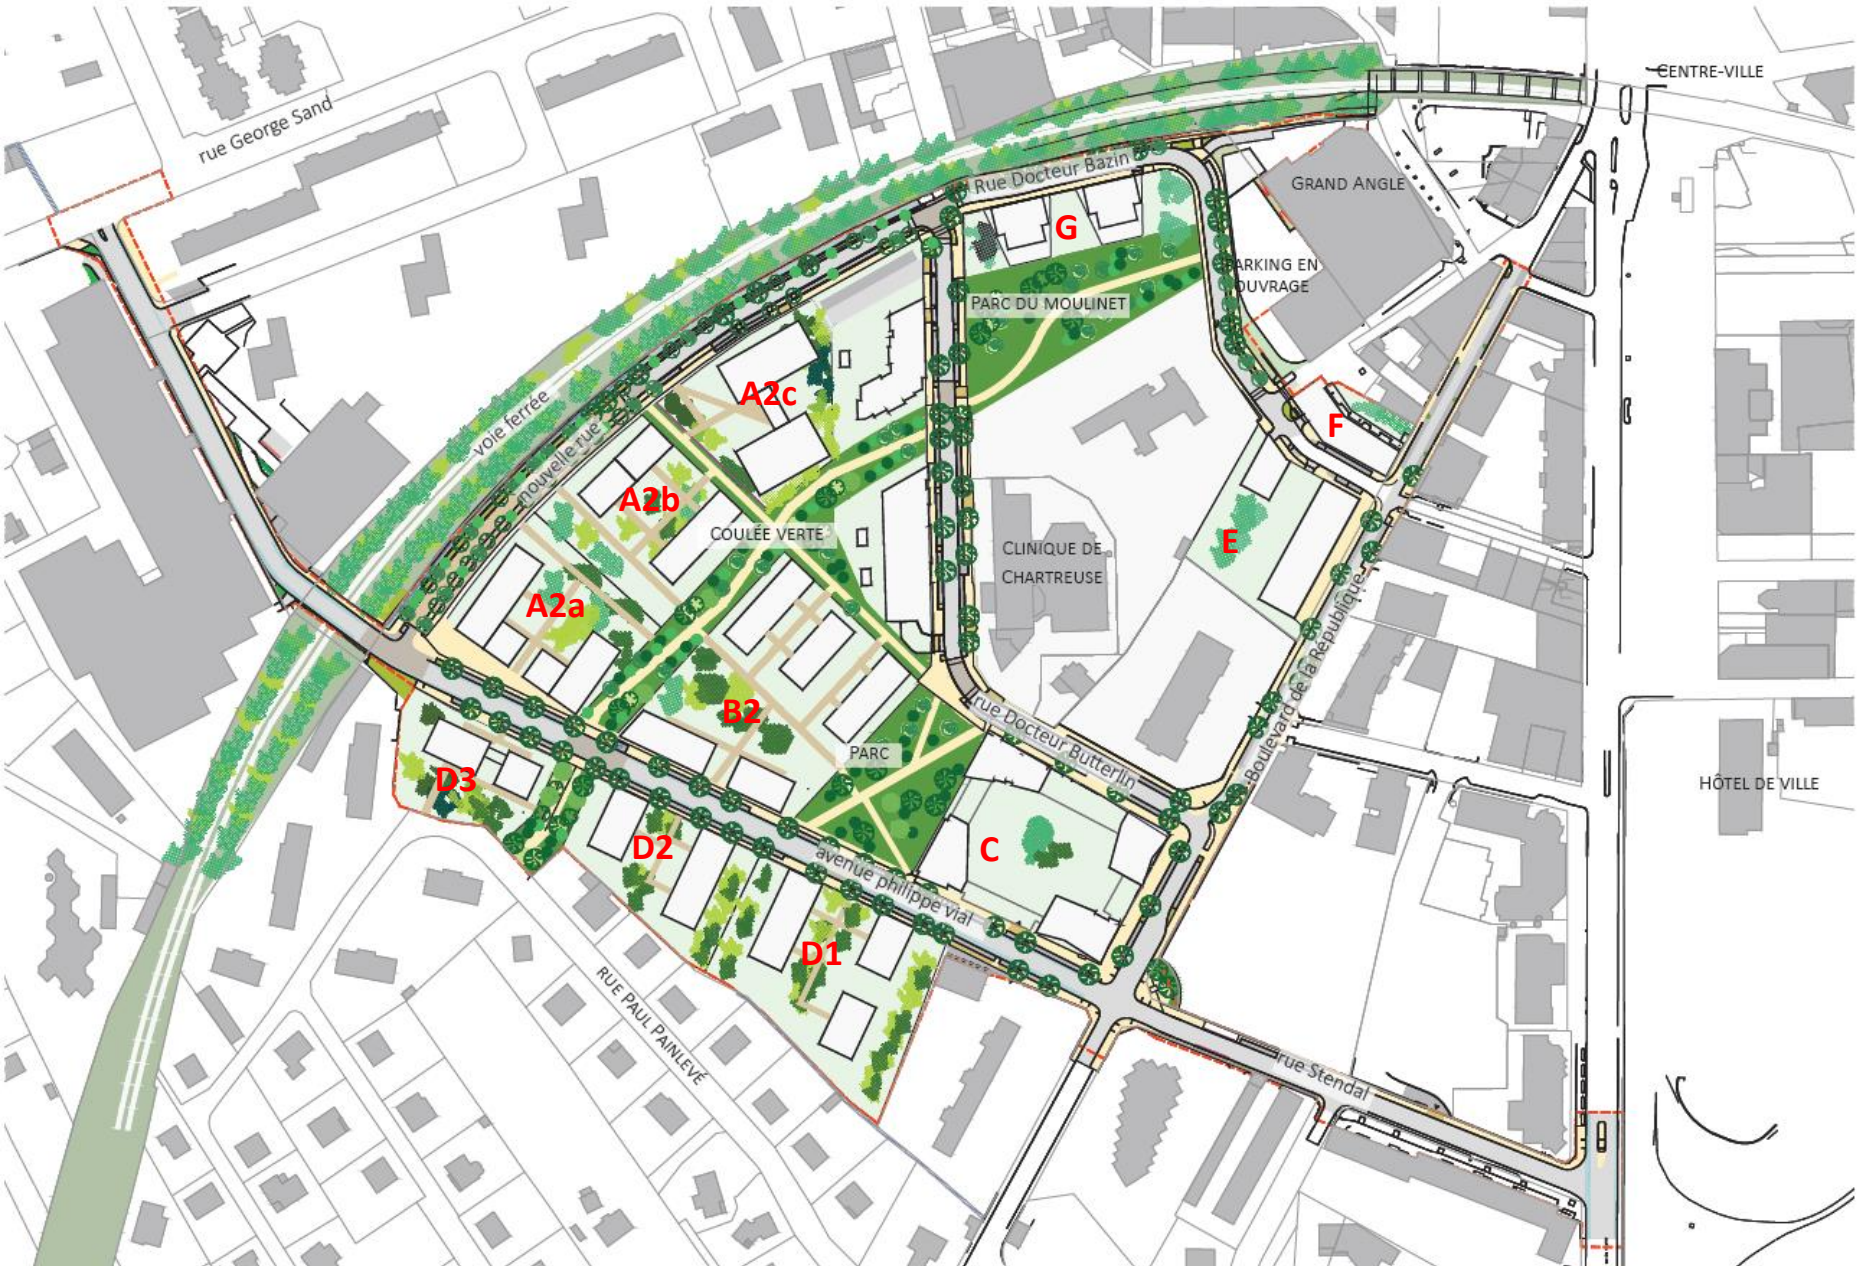 CENTRE-VILLE
rue George Sand
Rue Docteur Bazin
GRAND ANGLE
G
PARKING EN
OUVRAGE
PARC DU MOULINET
A2c
voie ferrée
nouvelle rue
F
A2b
COULÉE VERTE
E
CLINIQUE DE
CHARTREUSE
A2a
Boulevard de la République
B2
rue Docteur Butterlin
PARC
D3
HÔTEL DE VILLE
D2
C
avenue philippe vial
D1
RUE PAUL PAINLEVÉ
rue Stendal